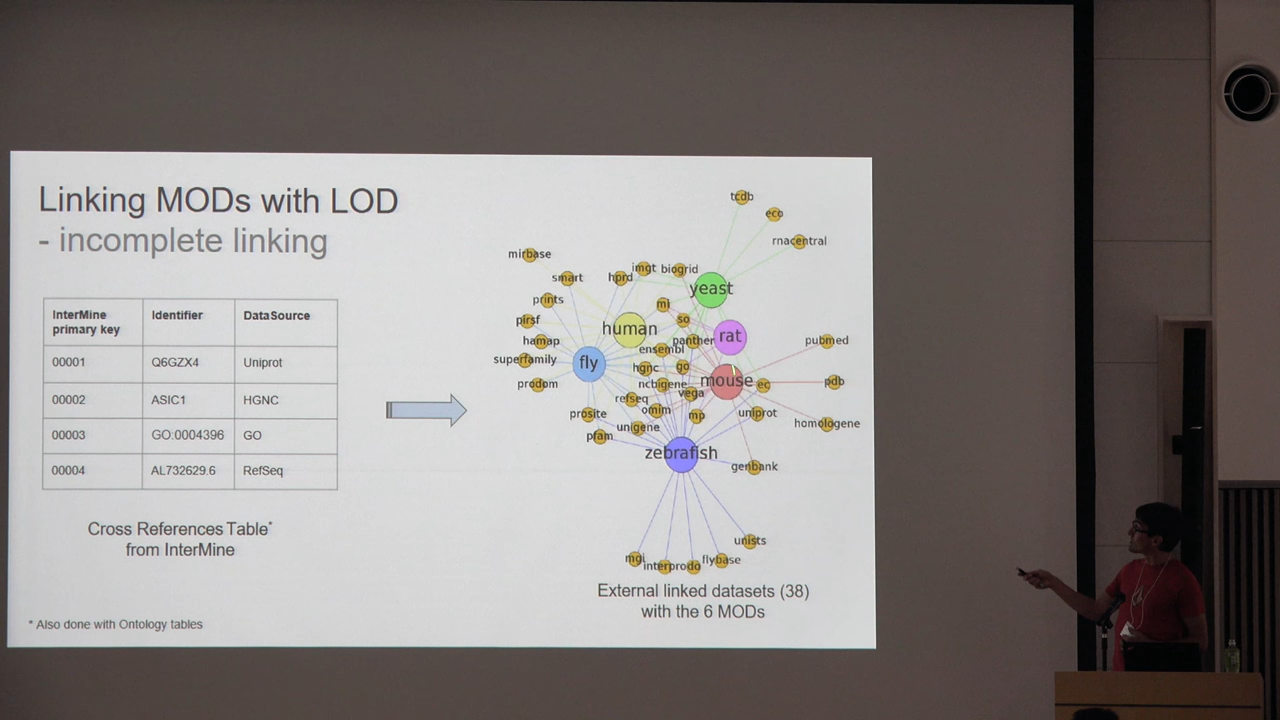 Linking MODs with LOD
- incomplete linking
InterMine primary key Identifier DataSource
00001 Q6GZX4 Uniprot
00002 ASIC1 HGNC
00003 GO:0004396 GO
00004 AL732629.6 RefSeq
Cross References Table*
from InterMine
* Also done with Ontology tables
tcdb
eco
rnacentral
mirbase
smart
hprd
imgt
biogrid
yeast
prints
mi
so
pirsf
human
rat
hamap
panther
pubmed
ensembl
superfamily
fly
hgnc
go
prodom
ncbigene
mouse
ec
pdb
refseq
vega
prosite
omim
mp
uniprot
homologene
pfam
unigene
zebrafish
genbank
unists
mgi
interprodo
flybase
External linked datasets (38)
with the 6 MODs